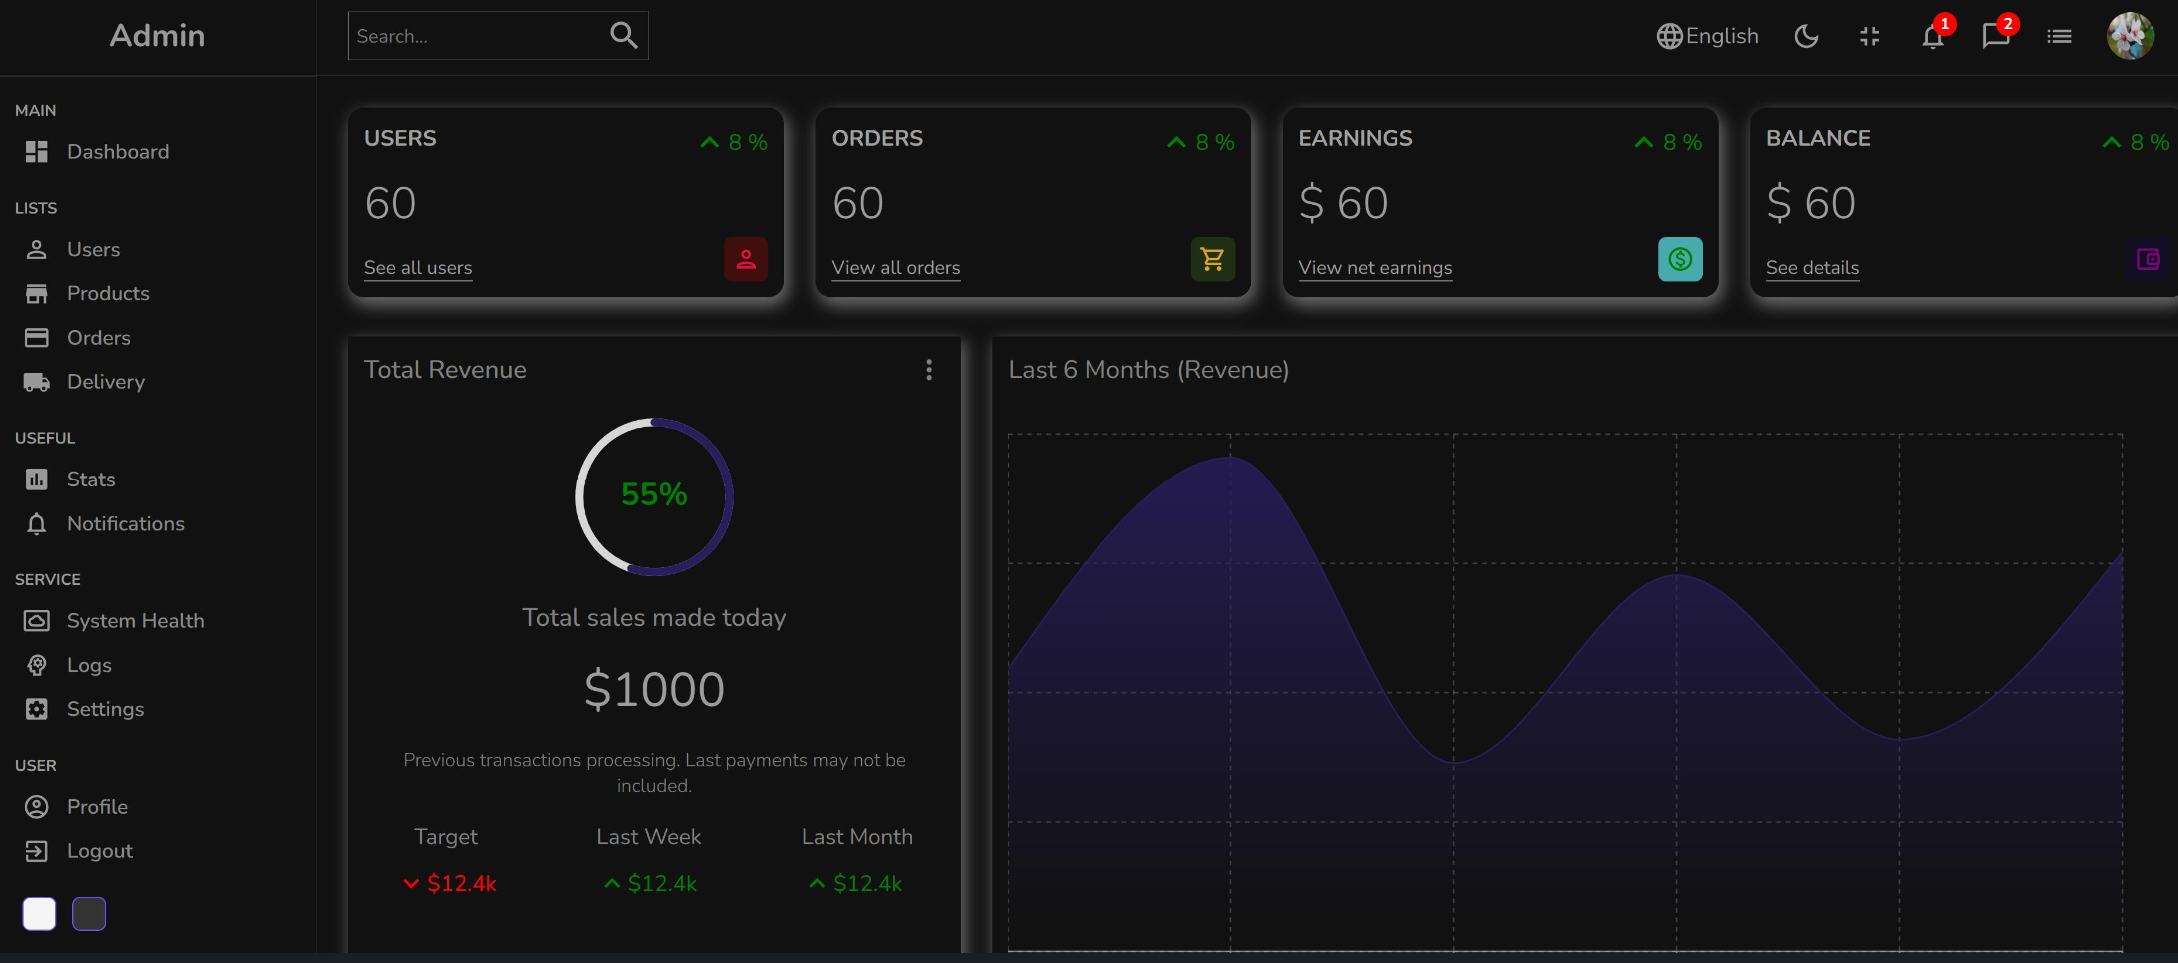 Admin
Search...
English
1
2
MAIN
Dashboard
LISTS
Users
Products
Orders
Delivery
USEFUL
Stats
Notifications
SERVICE
System Health
Logs
Settings
USER
Profile
Logout
USERS
8 %
60
See all users
ORDERS
8 %
60
View all orders
EARNINGS
8 %
$ 60
View net earnings
BALANCE
8 %
$ 60
See details
Total Revenue
55%
Total sales made today
$1000
Previous transactions processing. Last payments may not be
included.
Target
$12.4k
Last Week
$12.4k
Last Month
$12.4k
Last 6 Months (Revenue)